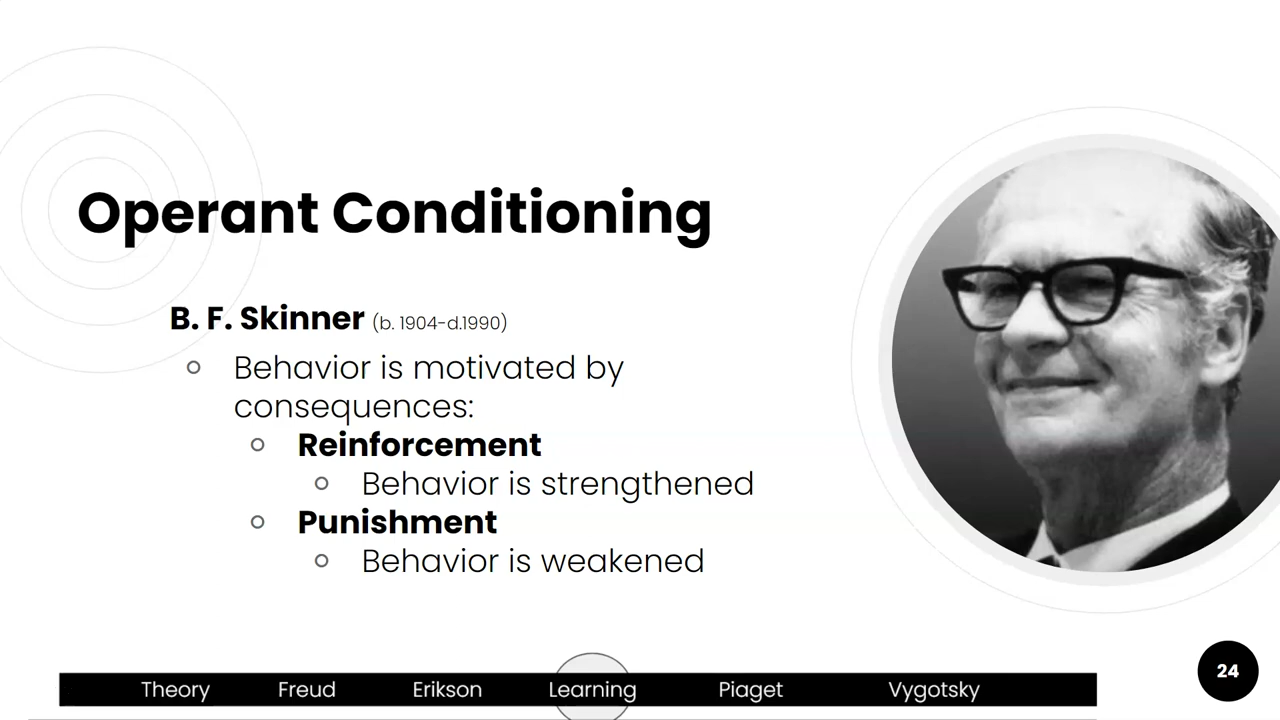 Operant Conditioning
B. F. Skinner (b. 1904-d.1990)
Behavior is motivated by
consequences:
Reinforcement
Behavior is strengthened
Punishment
Behavior is weakened
Theory Freud Erikson Learning Piaget Vygotsky
24